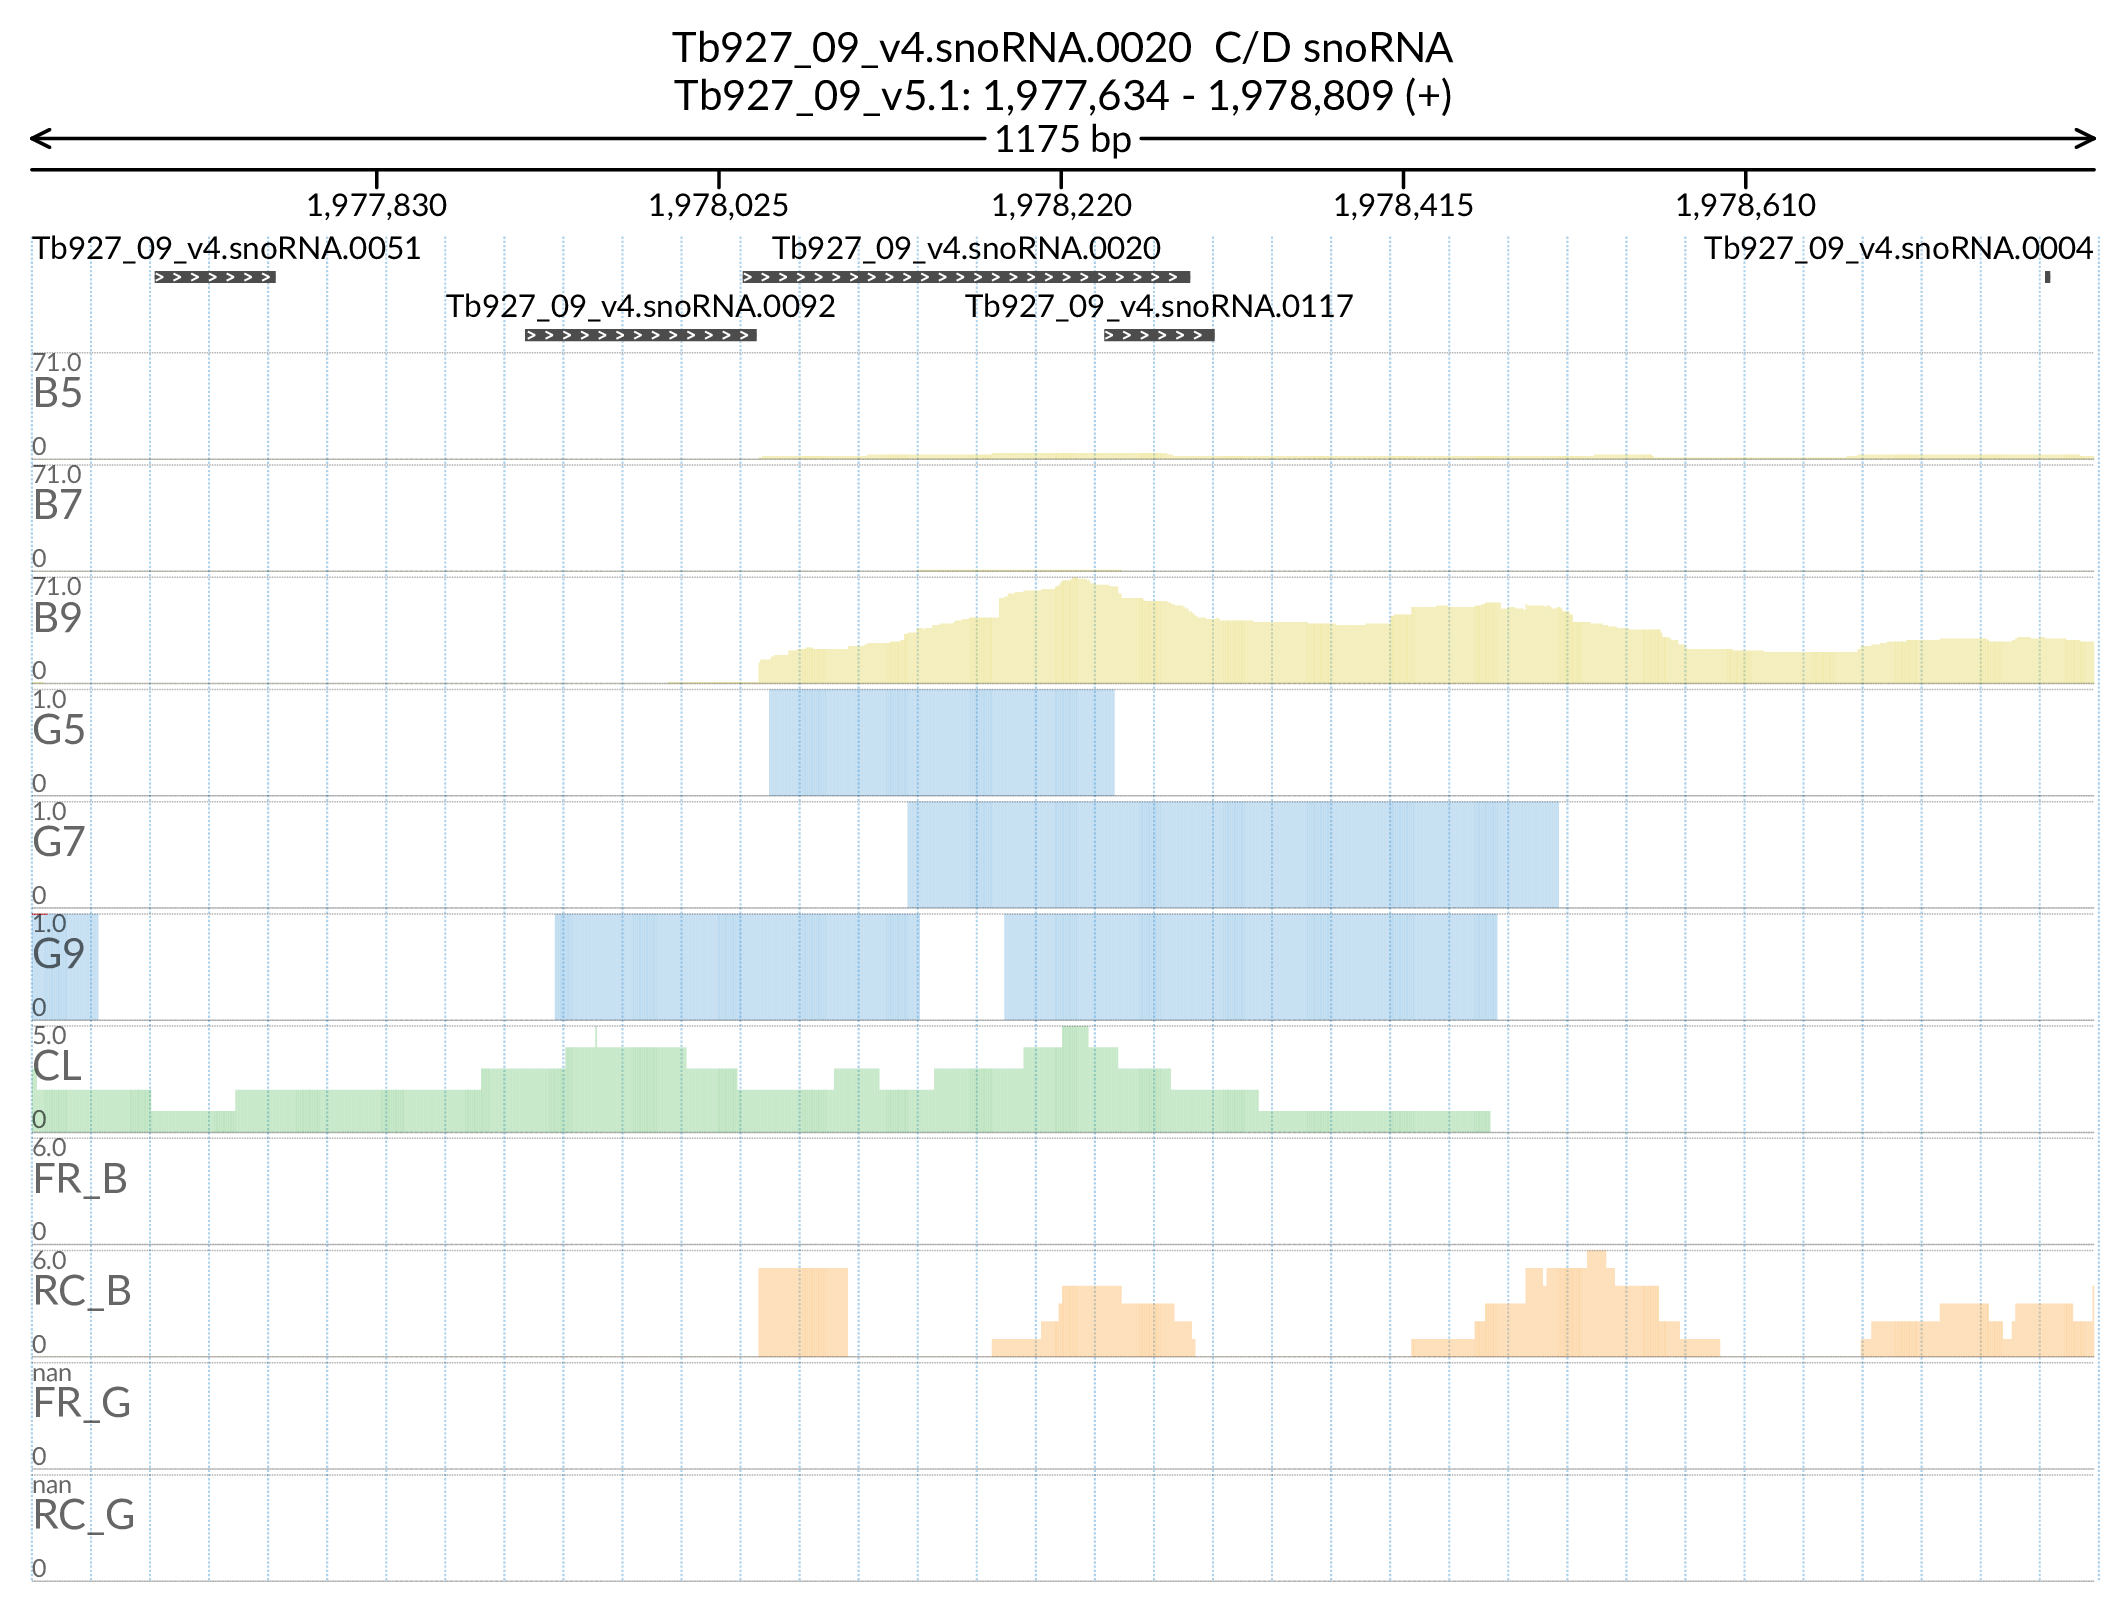 Tb927_09_v4.snoRNA.0020  C/D snoRNA
Tb927_09_v5.1: 1,977,634 - 1,978,809 (+)
1175 bp
1,977,830 1,978,025 1,978,220 1,978,415 1,978,610
Tb927_09_v4.snoRNA.0051 Tb927_09_v4.snoRNA.0020 Tb927_09_v4.snoRNA.0004
Tb927_09_v4.snoRNA.0092 Tb927_09_v4.snoRNA.0117
71.0
B5
0
71.0
B7
0
71.0
B9
0
1.0
G5
0
1.0
G7
0
1.0
G9
0
5.0
CL
0
6.0
FR_B
0
6.0
RC_B
0
nan
FR_G
0
nan
RC_G
0